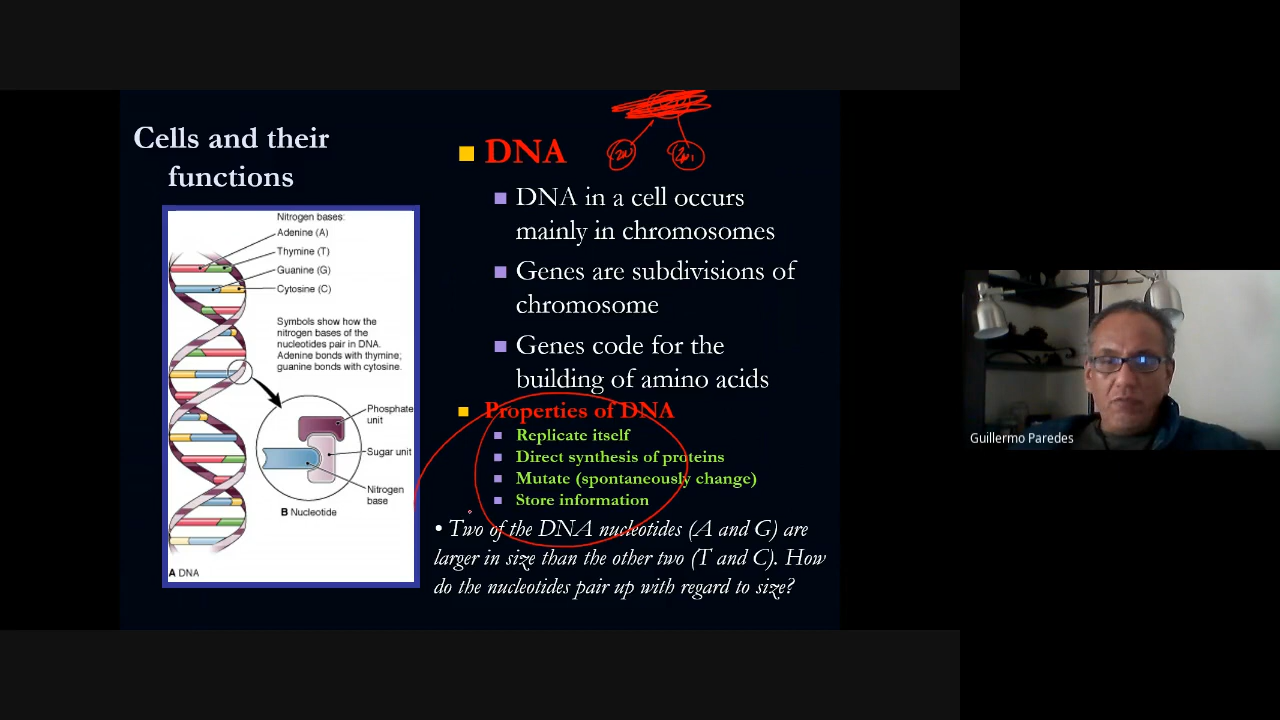 Cells and their
functions
Nitrogen bases:
Adenine (A)
Thymine (T)
Guanine (G)
Cytosine (C)
Symbols show how the
nitrogen bases of the
nucleotides pair in DNA.
Adenine bonds with thymine;
guanine bonds with cytosine.
Phosphate
unit
Sugar unit
Nitrogen
base
B Nucleotide
A DNA
DNA
DNA in a cell occurs
mainly in chromosomes
Genes are subdivisions of
chromosome
Genes code for the
building of amino acids
Properties of DNA
Replicate itself
Direct synthesis of proteins
Mutate (spontaneously change)
Store information
• Two of the DNA nucleotides (A and G) are
larger in size than the other two (T and C). How
do the nucleotides pair up with regard to size?
Guillermo Paredes